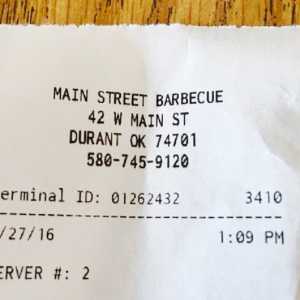 MAIN STREET BARBECUE
42 W MAIN ST
DURANT OK 74701
580-745-9120
erminal ID: 01262432 3410
/27/16 1:09 PM
ERVER #: 2